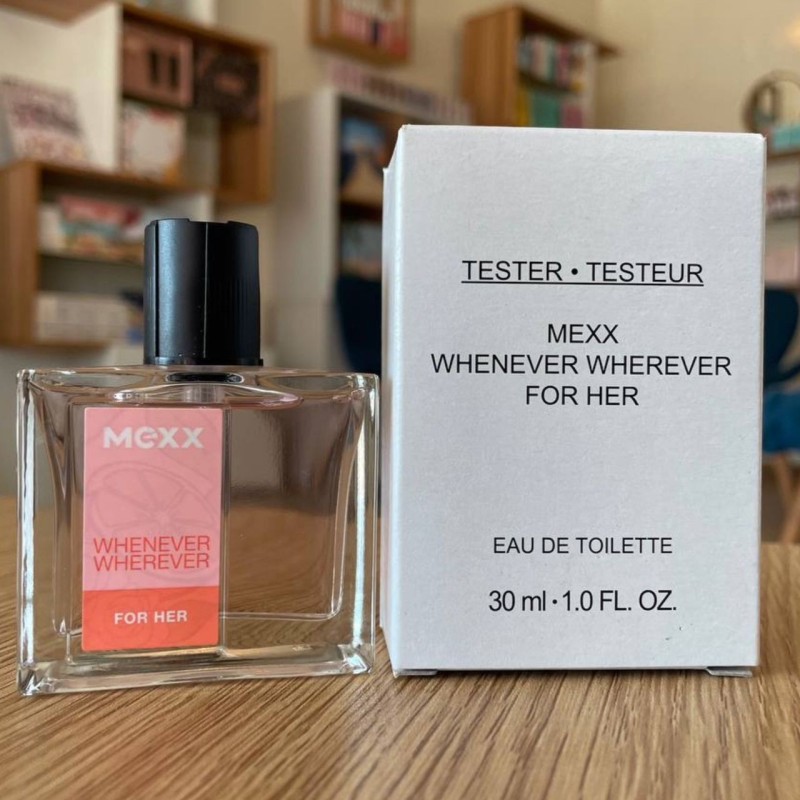 MEXX
WHENEVER
WHEREVER
FOR HER
TESTER • TESTEUR
MEXX
WHENEVER WHEREVER
FOR HER
EAU DE TOILETTE
30 ml • 1.0 FL. OZ.